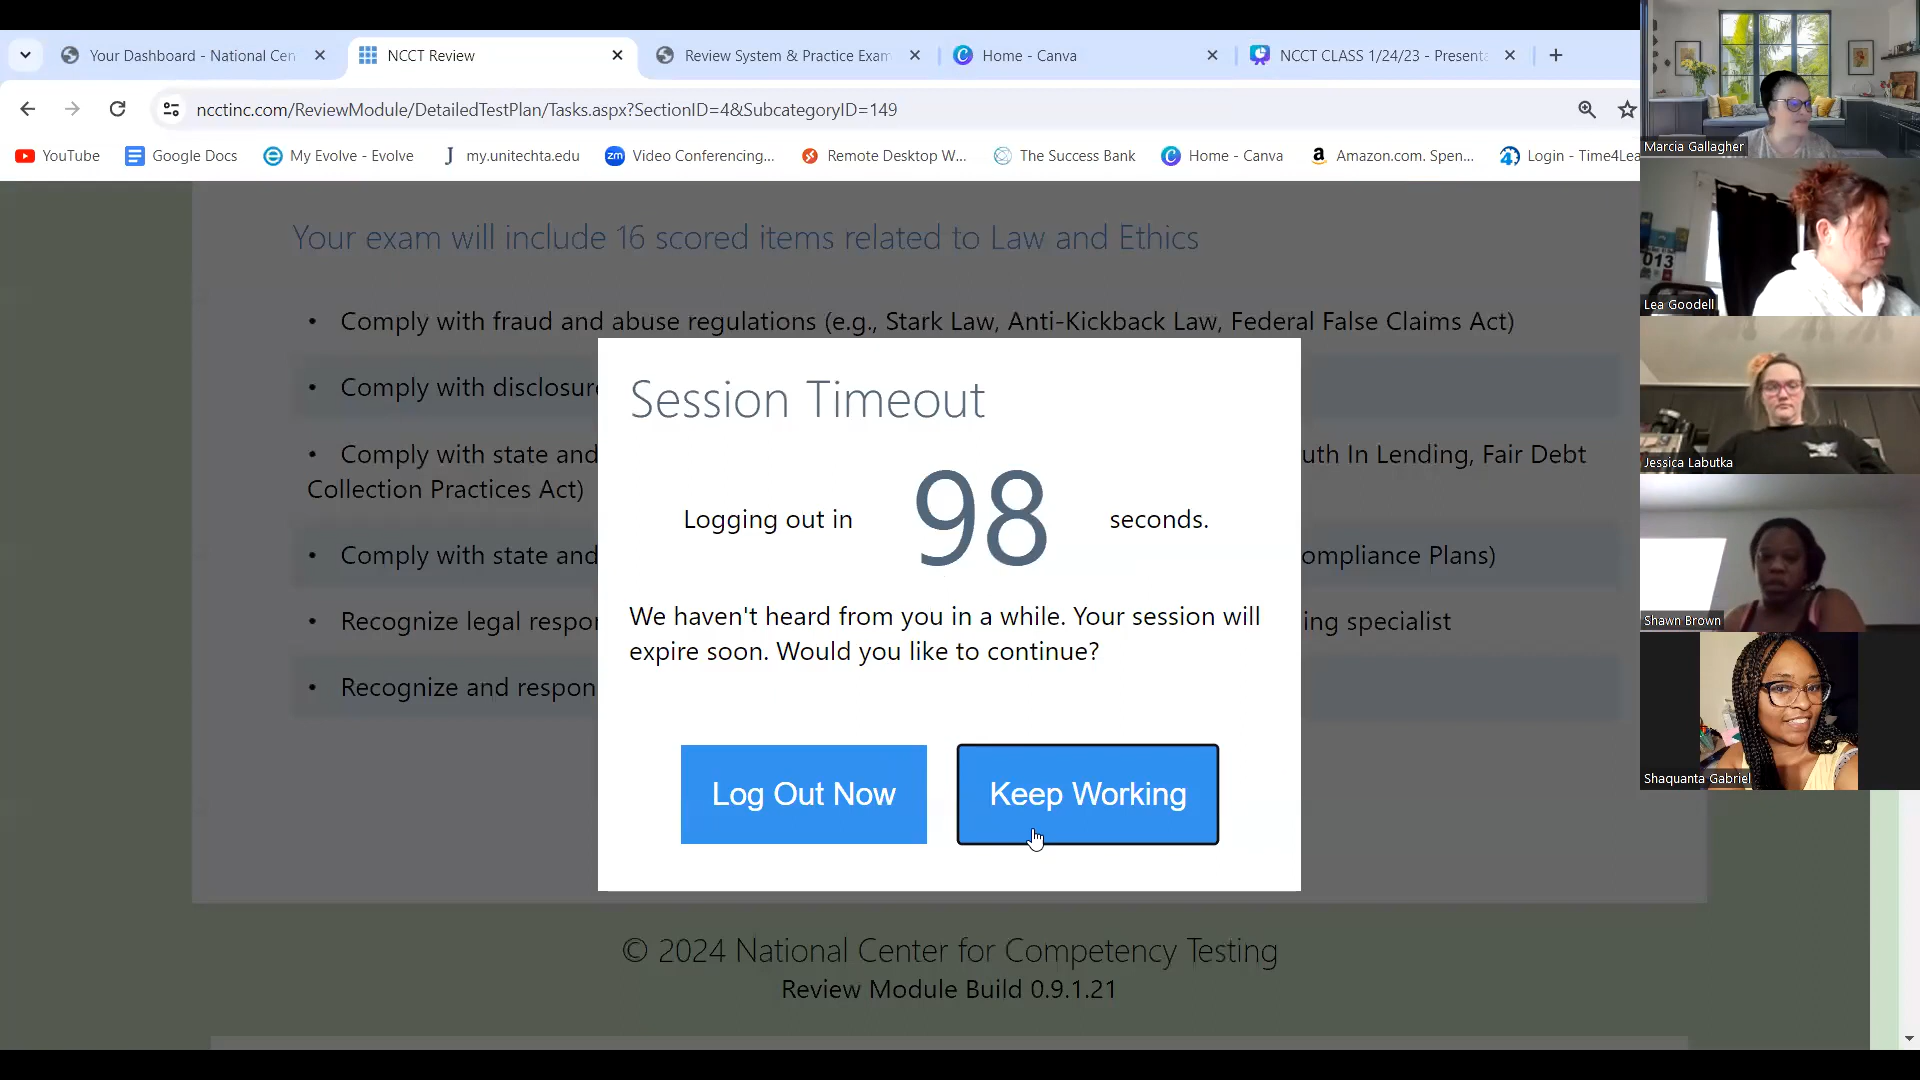 Your Dashboard - National Cen
NCCT Review
Review System & Practice Exam
Home - Canva
NCCT CLASS 1/24/23 - Presenta
ncctinc.com/ReviewModule/DetailedTestPlan/Tasks.aspx?SectionID=4&SubcategoryID=149
YouTube
Google Docs
My Evolve - Evolve
my.unitechta.edu
Video Conferencing...
Remote Desktop W...
The Success Bank
Home - Canva
Amazon.com. Spen...
Login - Time4Lea
Your exam will include 16 scored items related to Law and Ethics
• Comply with fraud and abuse regulations (e.g., Stark Law, Anti-Kickback Law, Federal False Claims Act)
• Comply with disclosur
• Comply with state and
uth In Lending, Fair Debt
Collection Practices Act)
• Comply with state and
ompliance Plans)
• Recognize legal respo
ing specialist
• Recognize and respon
Session Timeout
Logging out in 98 seconds.
We haven't heard from you in a while. Your session will
expire soon. Would you like to continue?
Log Out Now
Keep Working
© 2024 National Center for Competency Testing
Review Module Build 0.9.1.21
Marcia Gallagher
013
Lea Goodell
Jessica Labutka
Shawn Brown
Shaquanta Gabriel